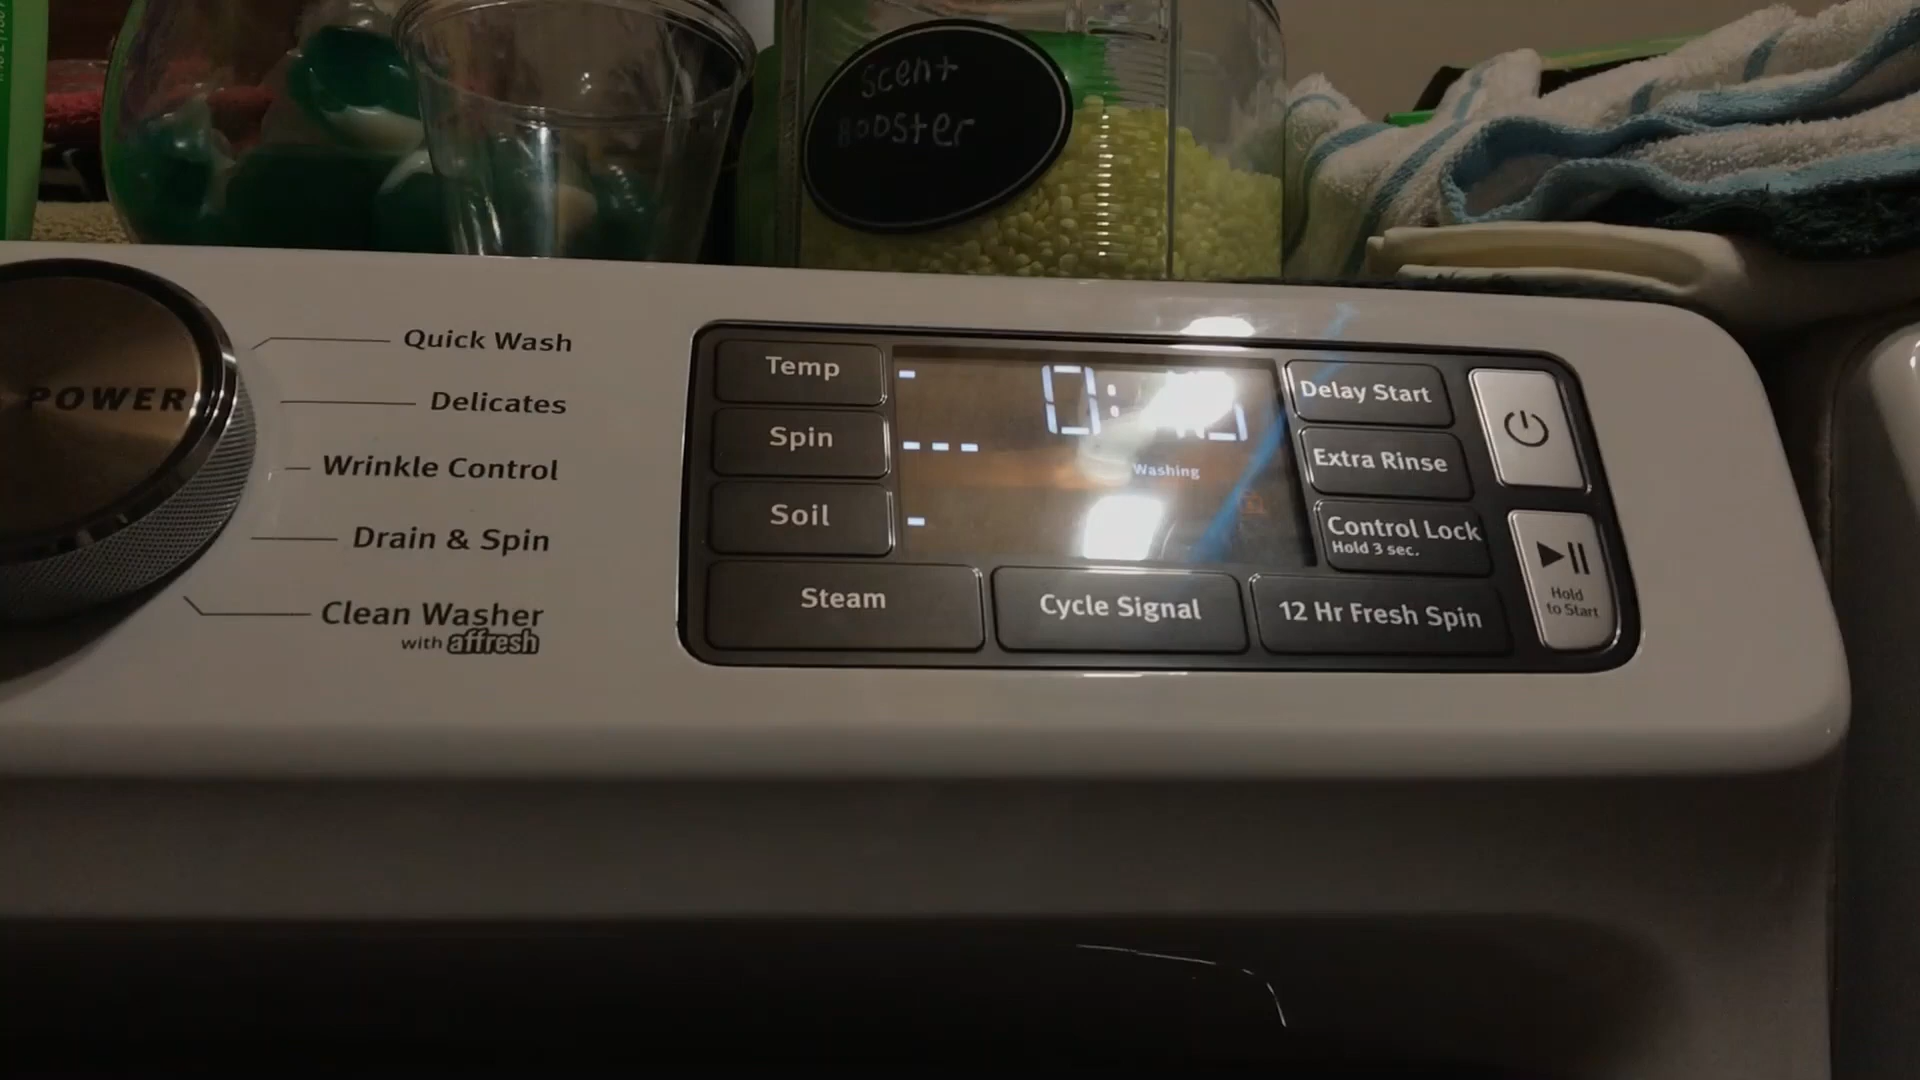 Scent
Booster
POWER
Quick Wash
Delicates
Wrinkle Control
Drain & Spin
Clean Washer
with affresh
Temp
Spin
Soil
Washing
Delay Start
Extra Rinse
Control Lock
Hold 3 sec.
Steam
Cycle Signal
12 Hr Fresh Spin
Hold
to Start